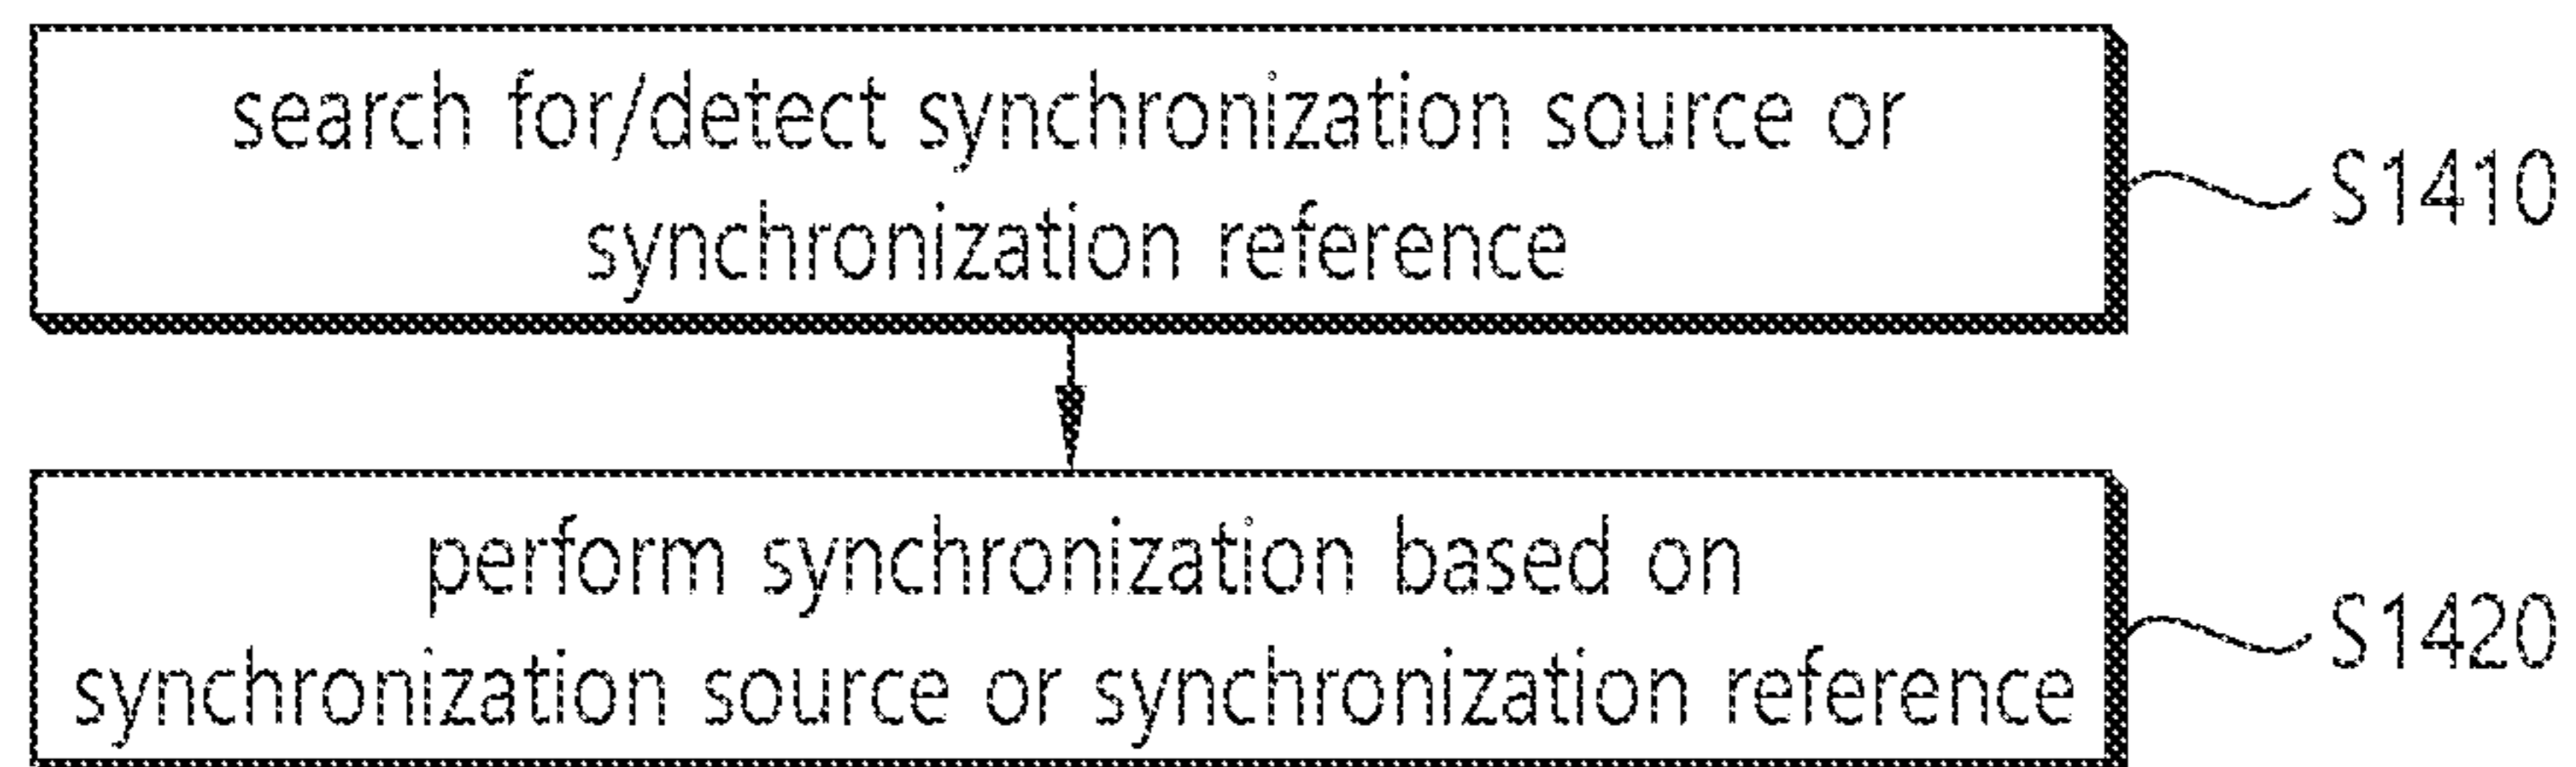 search for/detect synchronization source or
synchronization reference
S1410
perform synchronization based on
synchronization source or synchronization reference
S1420